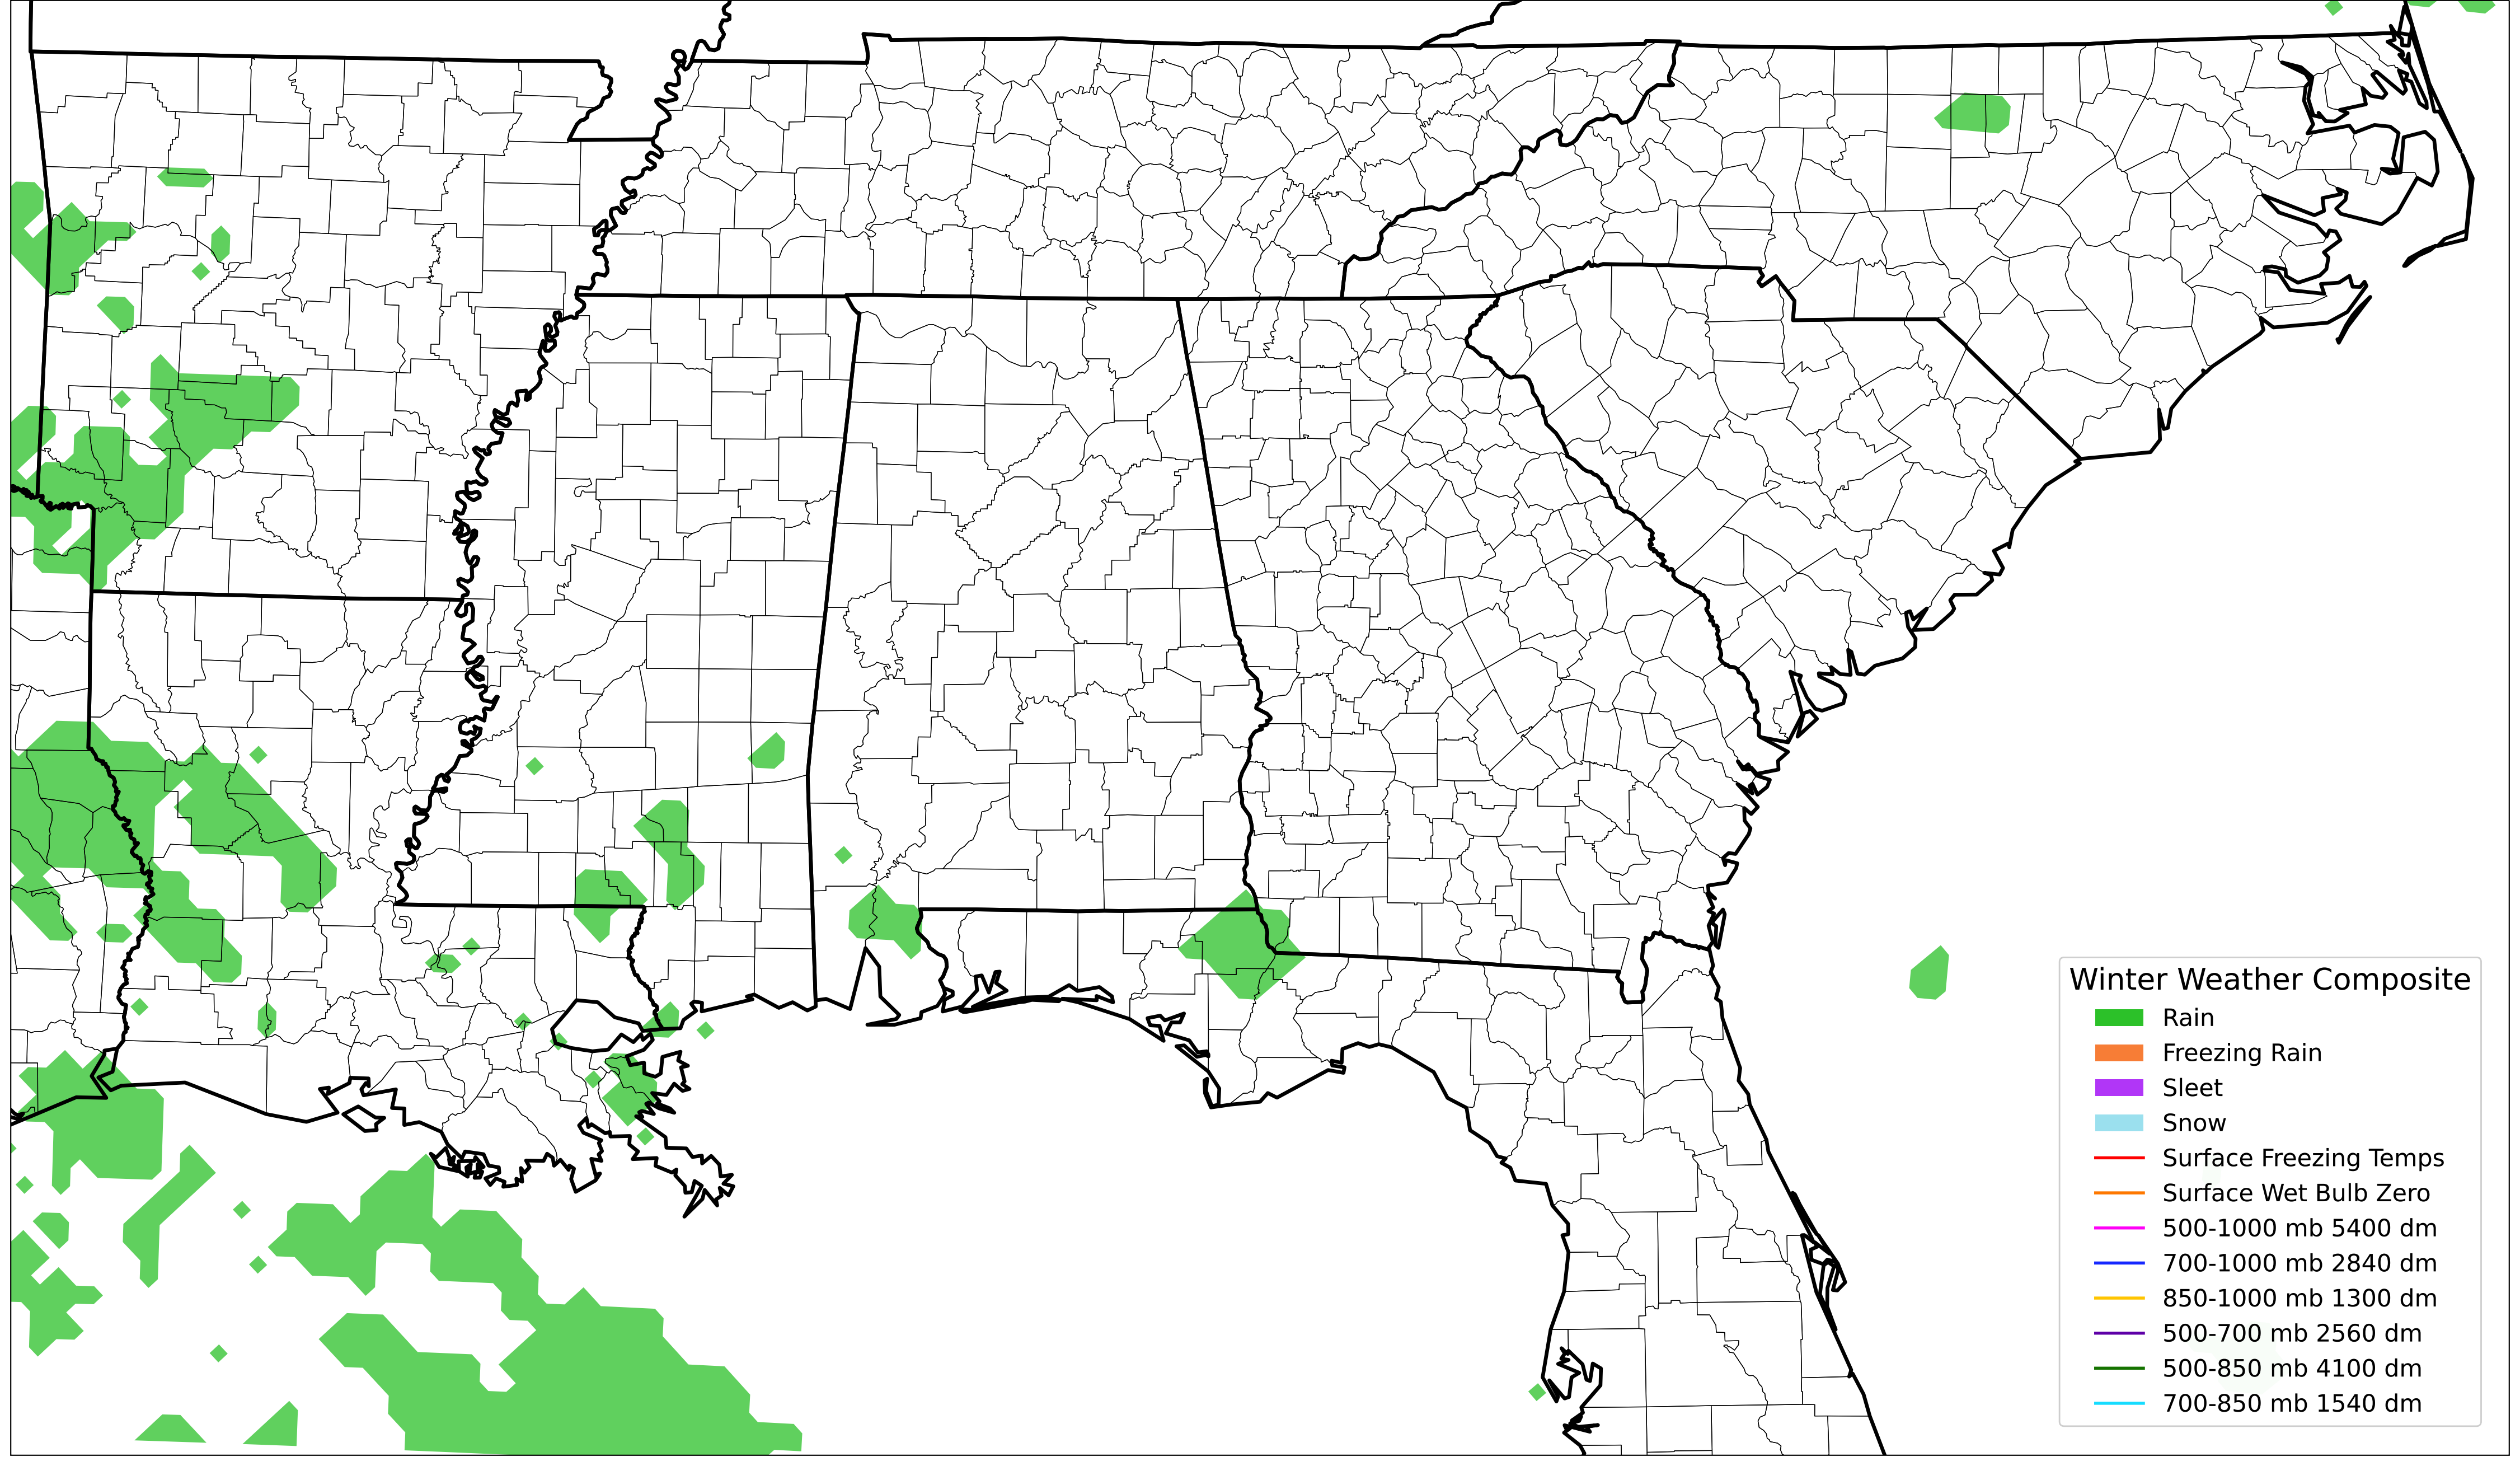 Winter Weather Composite
Rain
Freezing Rain
Sleet
Snow
Surface Freezing Temps
Surface Wet Bulb Zero
500-1000 mb 5400 dm
700-1000 mb 2840 dm
850-1000 mb 1300 dm
500-700 mb 2560 dm
500-850 mb 4100 dm
700-850 mb 1540 dm